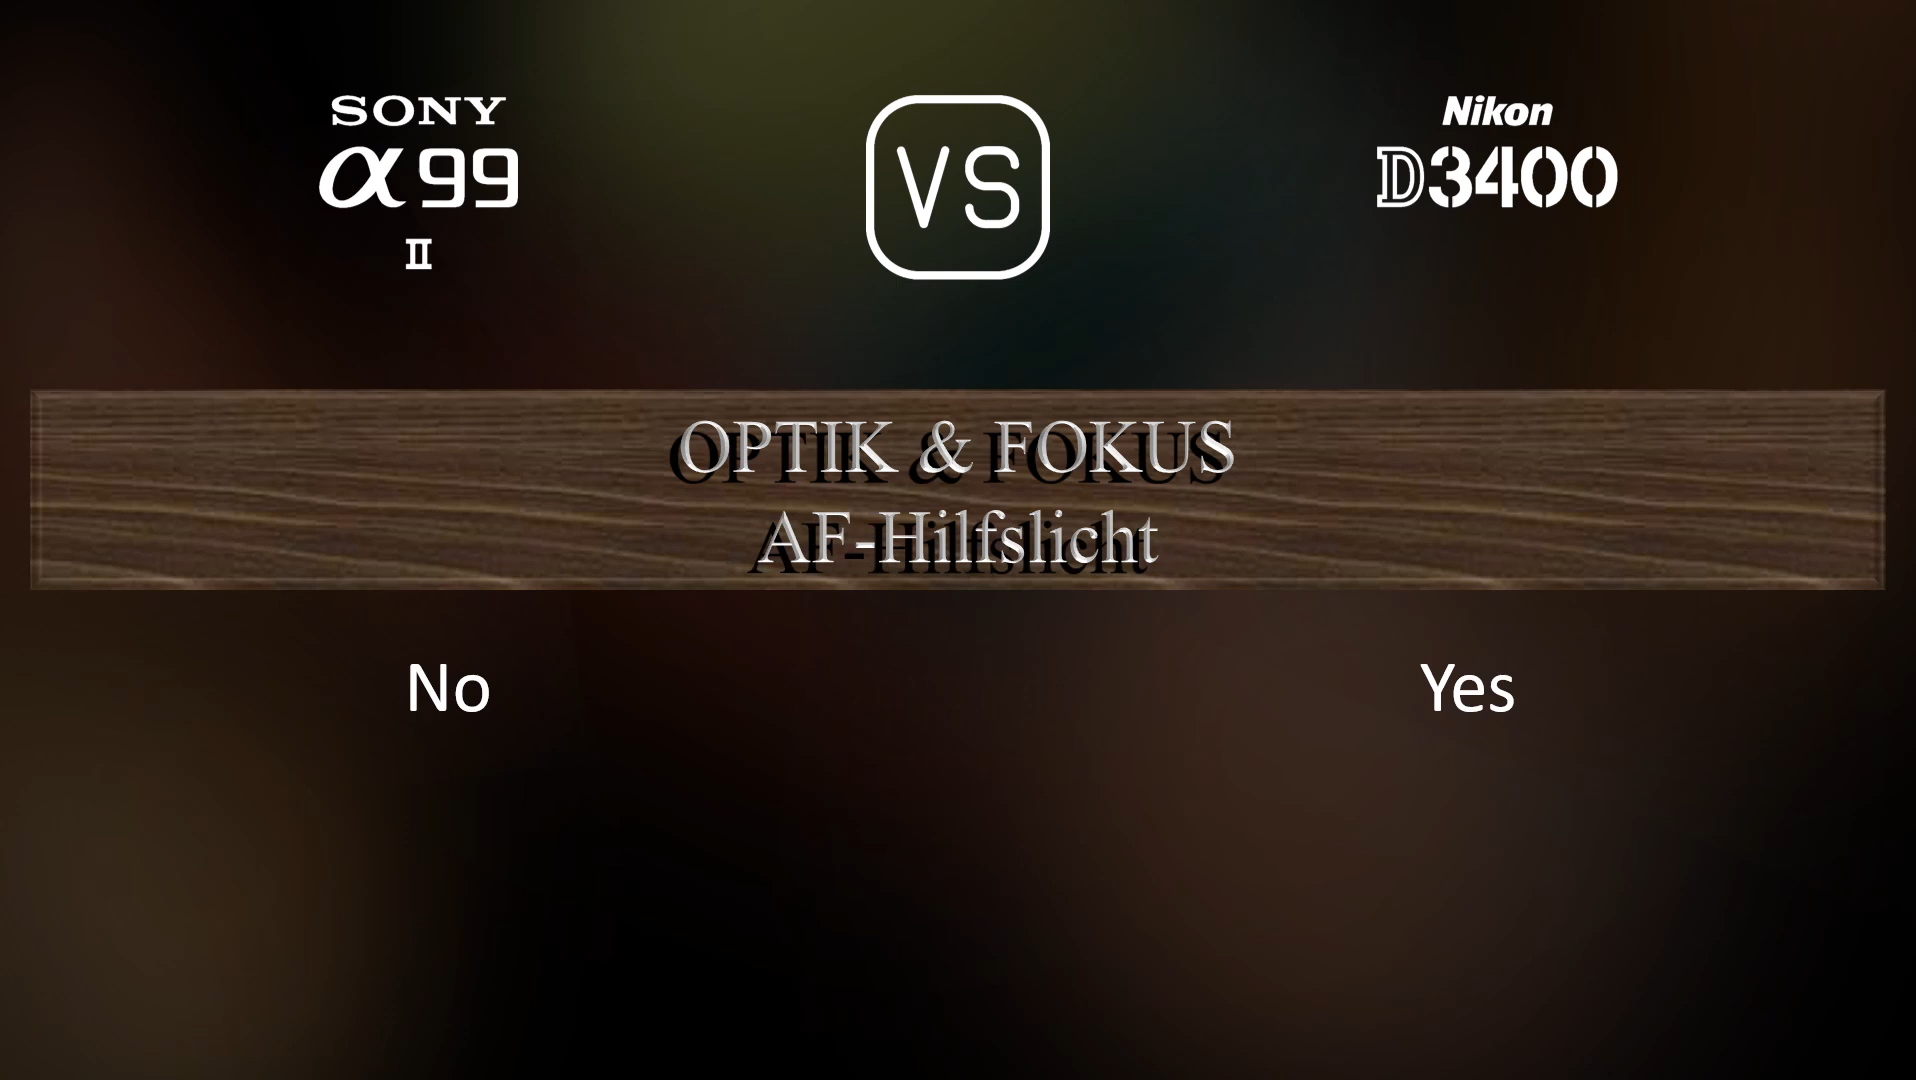 SONY
α99
II
VS
Nikon
D3400
OPTIK & FOKUS
AF-Hilfslicht
No
Yes